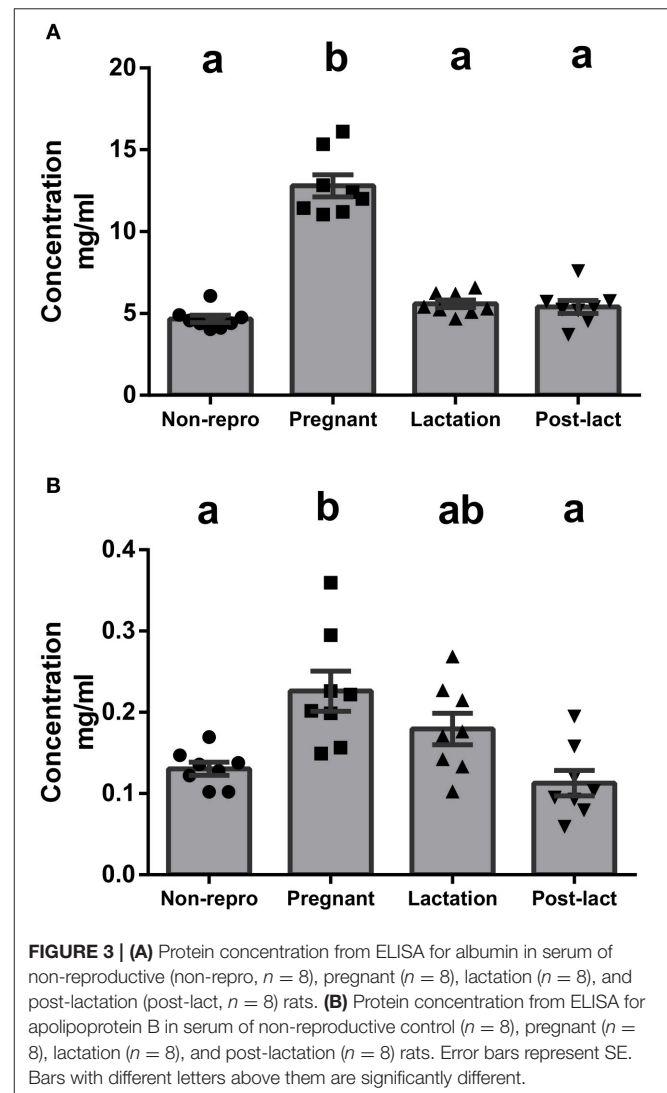 A
a b a a
20
15
10
5
0
Concentration
mg/ml
Non-repro Pregnant Lactation Post-lact
B
a b ab a
0.4
0.3
0.2
0.1
0.0
Concentration
mg/ml
Non-repro Pregnant Lactation Post-lact
FIGURE 3 | (A) Protein concentration from ELISA for albumin in serum of
non-reproductive (non-repro, n = 8), pregnant (n = 8), lactation (n = 8), and
post-lactation (post-lact, n = 8) rats. (B) Protein concentration from ELISA for
apolipoprotein B in serum of non-reproductive control (n = 8), pregnant (n =
8), lactation (n = 8), and post-lactation (n = 8) rats. Error bars represent SE.
Bars with different letters above them are significantly different.